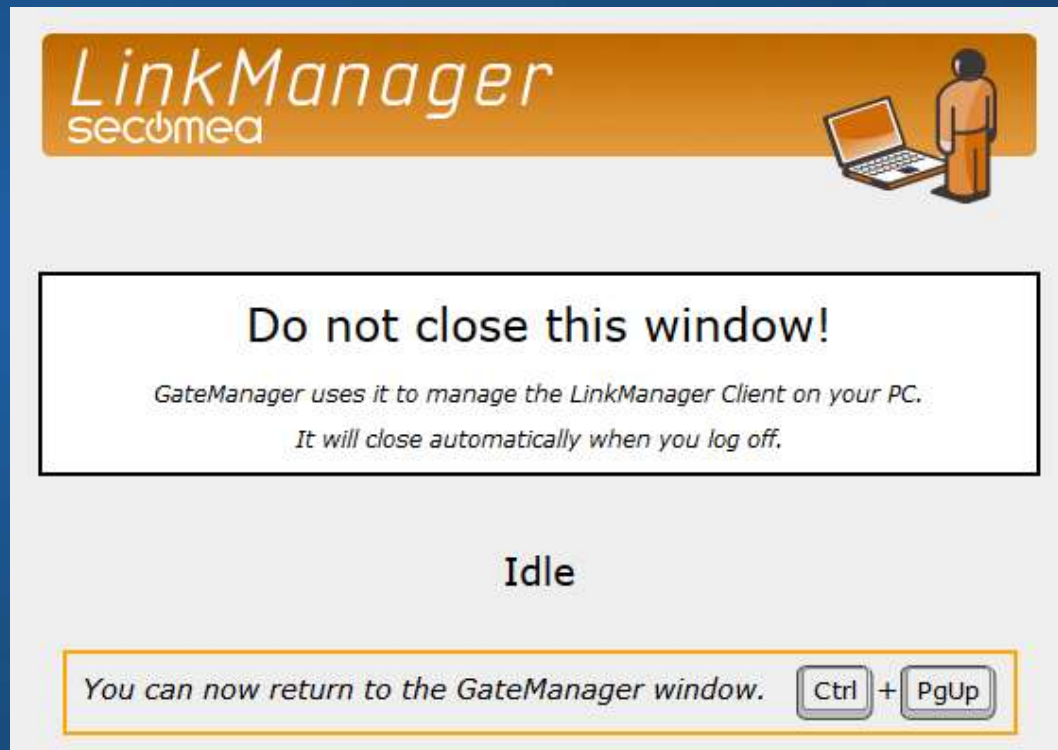 LinkManager
secomea
Do not close this window!
GateManager uses it to manage the LinkManager Client on your PC.
It will close automatically when you log off.
Idle
You can now return to the GateManager window. Ctrl + PgUp